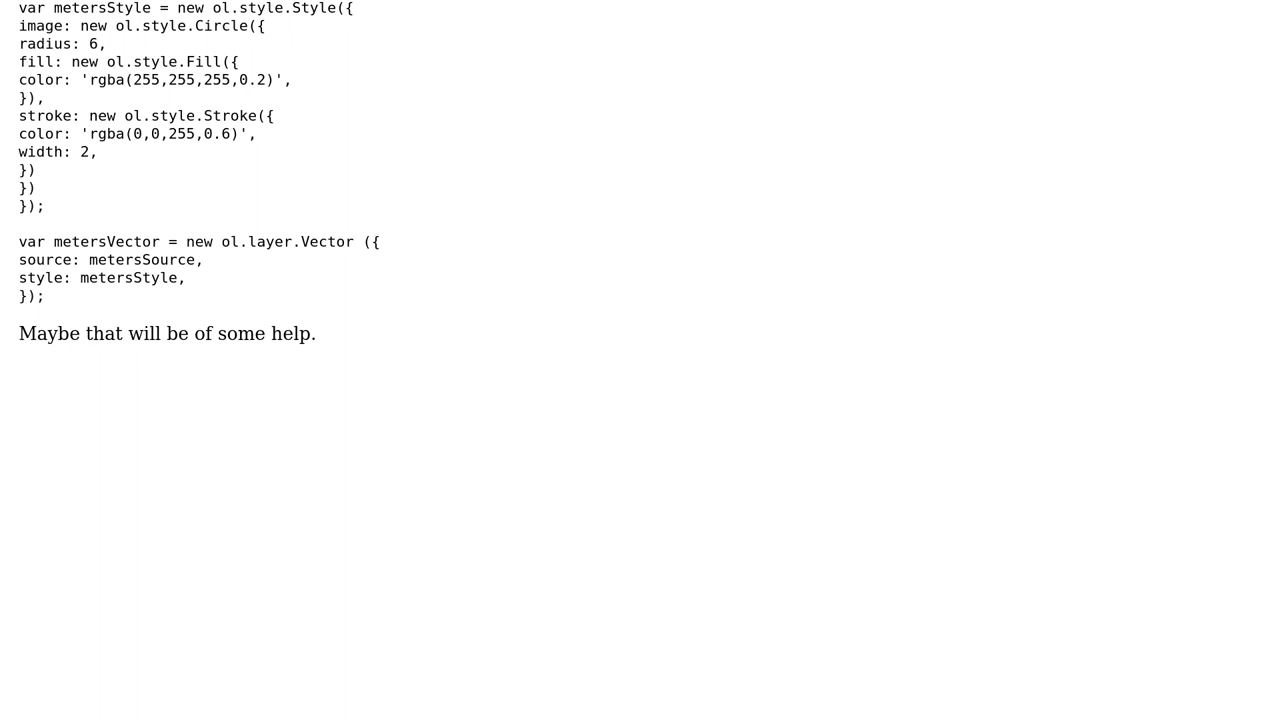 var metersStyle = new ol.style.Style({
image: new ol.style.Circle({
radius: 6,
fill: new ol.style.Fill({
color: 'rgba(255,255,255,0.2)',
}),
stroke: new ol.style.Stroke({
color: 'rgba(0,0,255,0.6)',
width: 2,
})
})
});

var metersVector = new ol.layer.Vector ({
source: metersSource,
style: metersStyle,
});

Maybe that will be of some help.